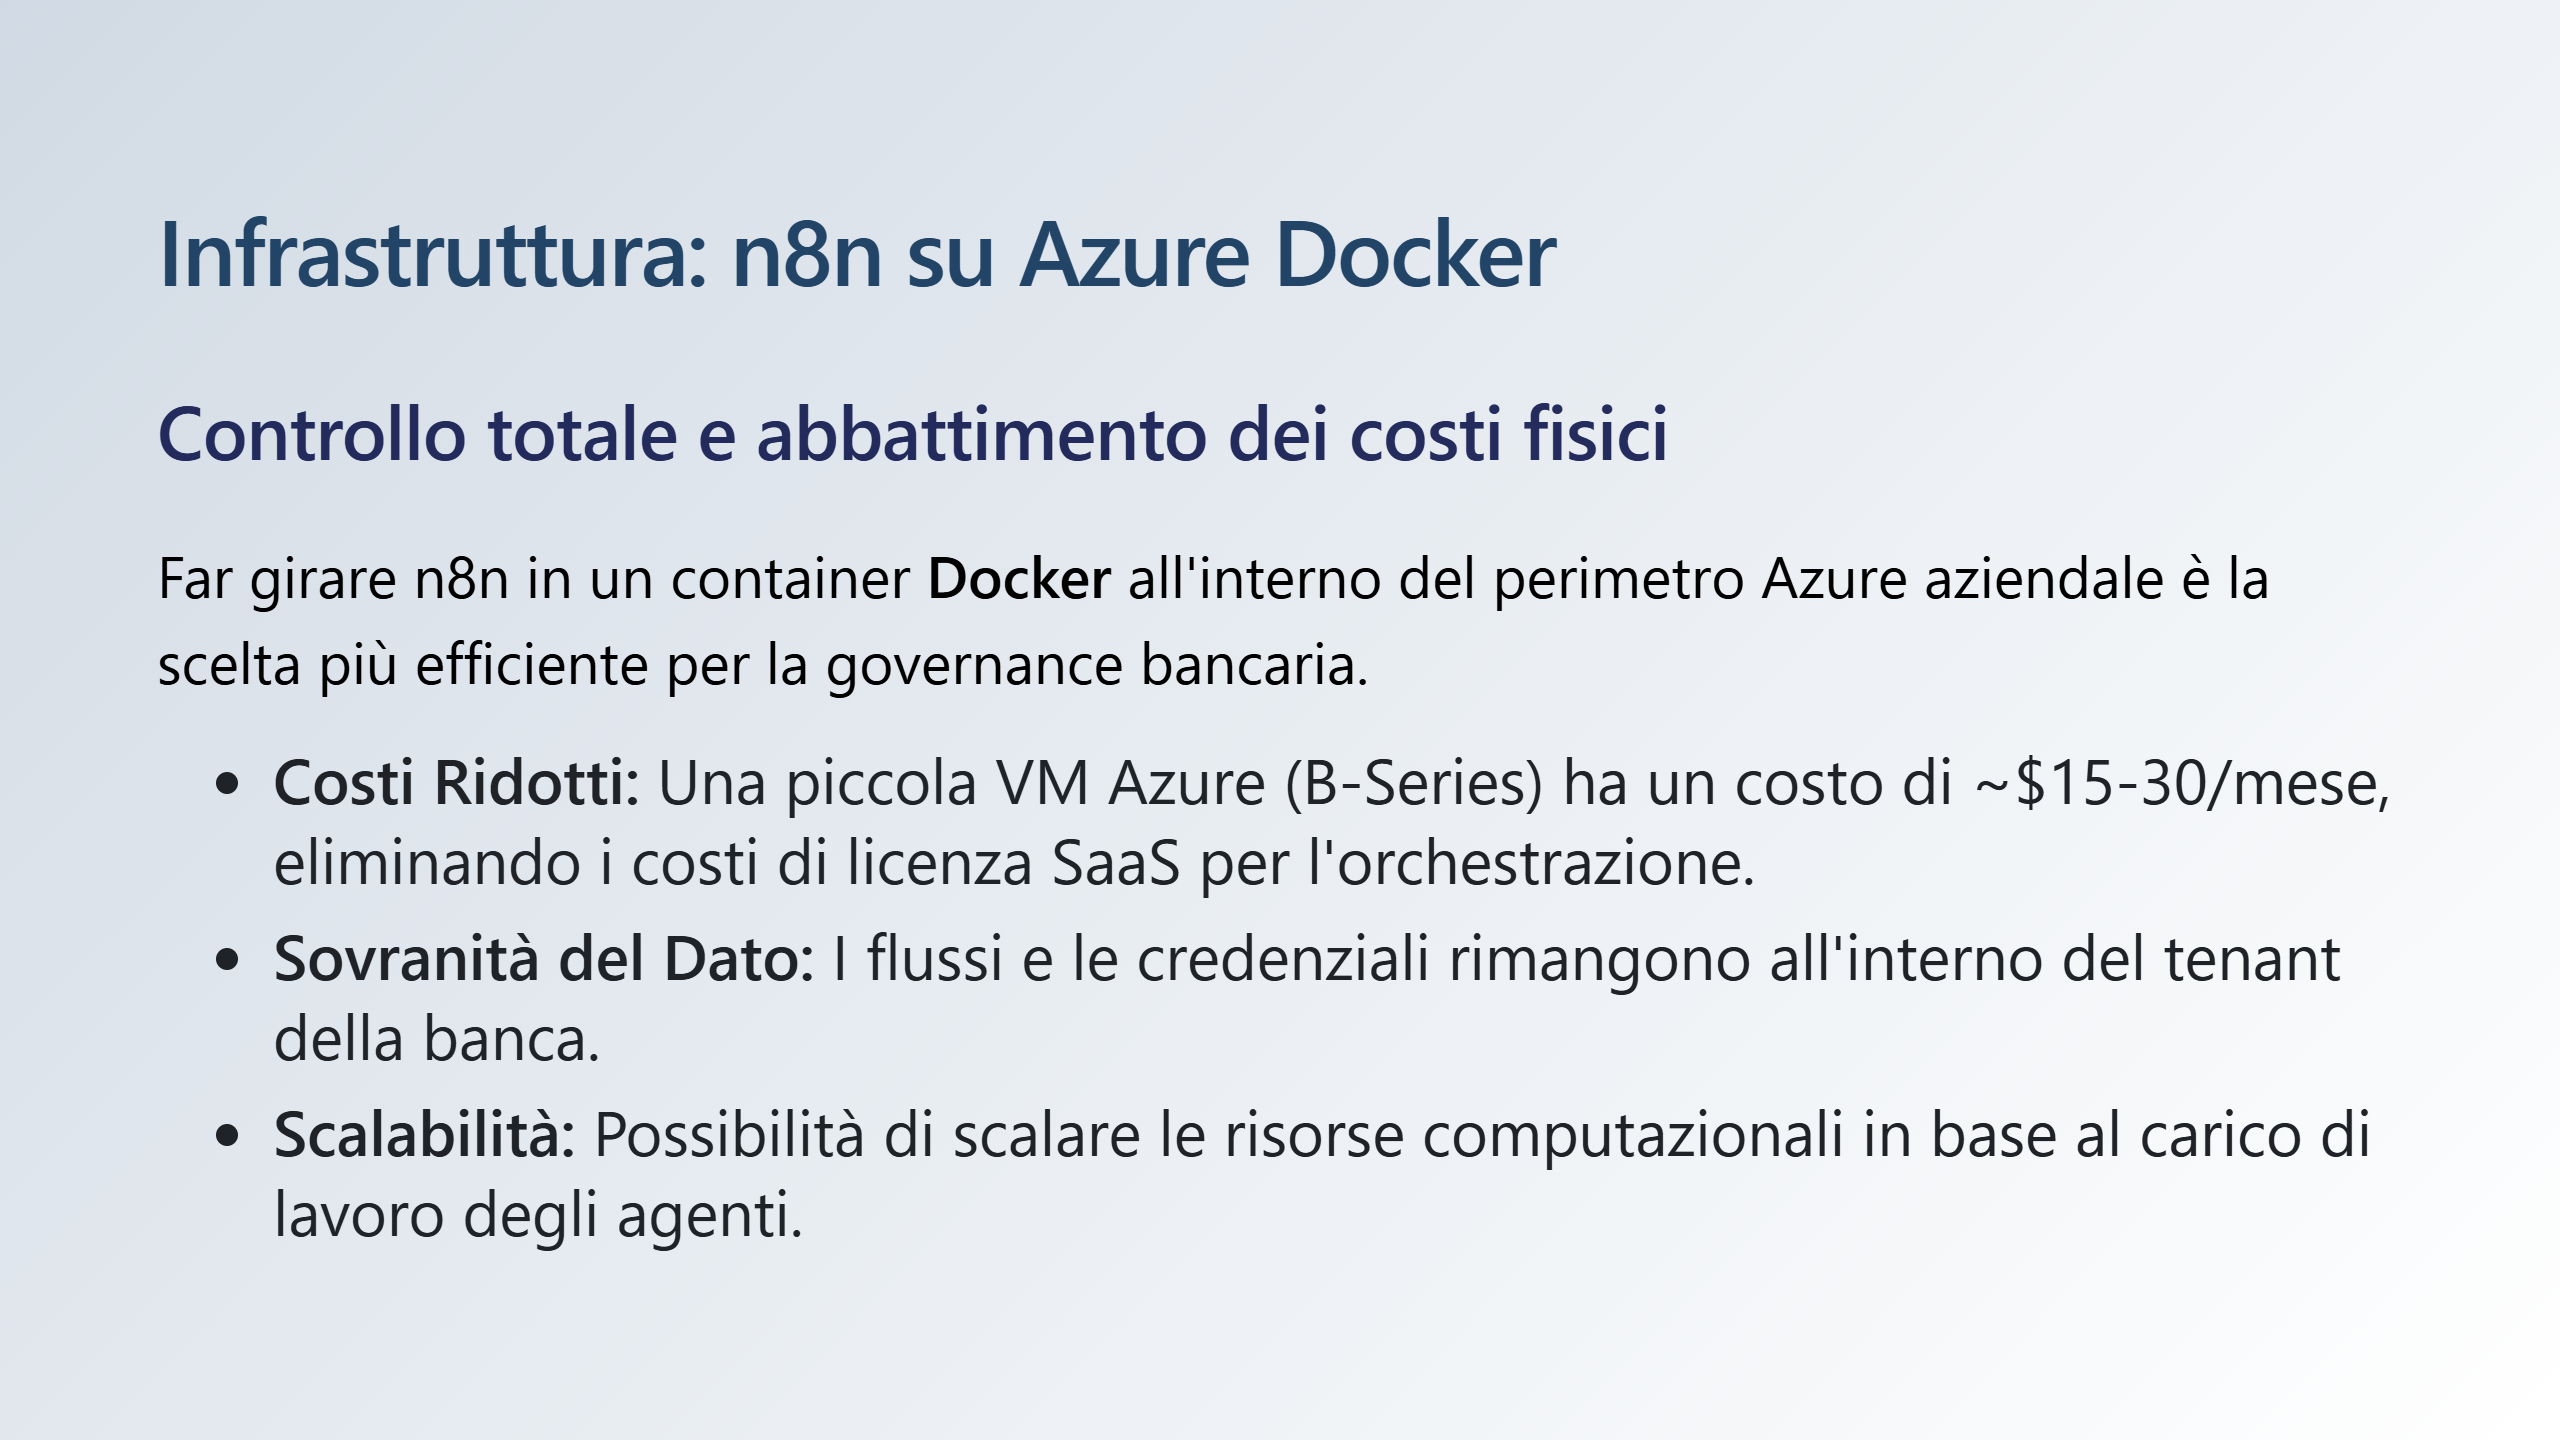 Infrastruttura: n8n su Azure Docker
Controllo totale e abbattimento dei costi fisici
Far girare n8n in un container Docker all'interno del perimetro Azure aziendale è la
scelta più efficiente per la governance bancaria.
• Costi Ridotti: Una piccola VM Azure (B-Series) ha un costo di ~$15-30/mese,
eliminando i costi di licenza SaaS per l'orchestrazione.
• Sovranità del Dato: I flussi e le credenziali rimangono all'interno del tenant
della banca.
• Scalabilità: Possibilità di scalare le risorse computazionali in base al carico di
lavoro degli agenti.